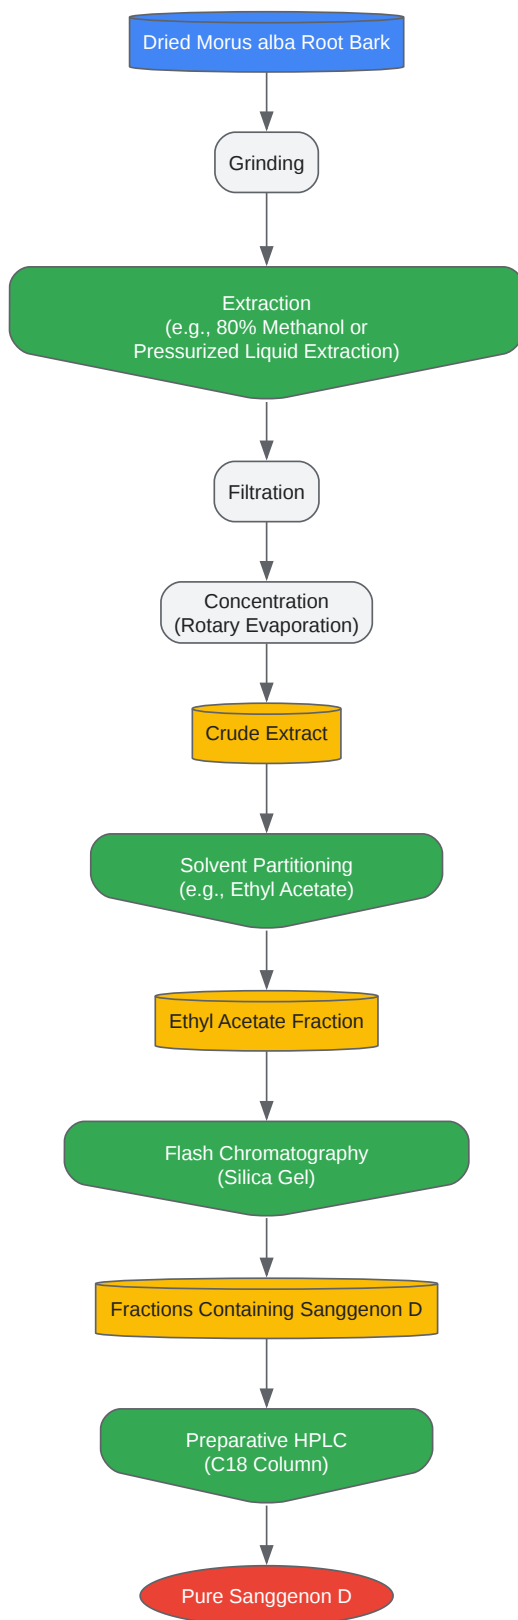 Dried Morus alba Root Bark
Grinding
Extraction
(e.g., 80% Methanol or
Pressurized Liquid Extraction)
Filtration
Concentration
(Rotary Evaporation)
Crude Extract
Solvent Partitioning
(e.g., Ethyl Acetate)
Ethyl Acetate Fraction
Flash Chromatography
(Silica Gel)
Fractions Containing Sanggenon D
Preparative HPLC
(C18 Column)
Pure Sanggenon D